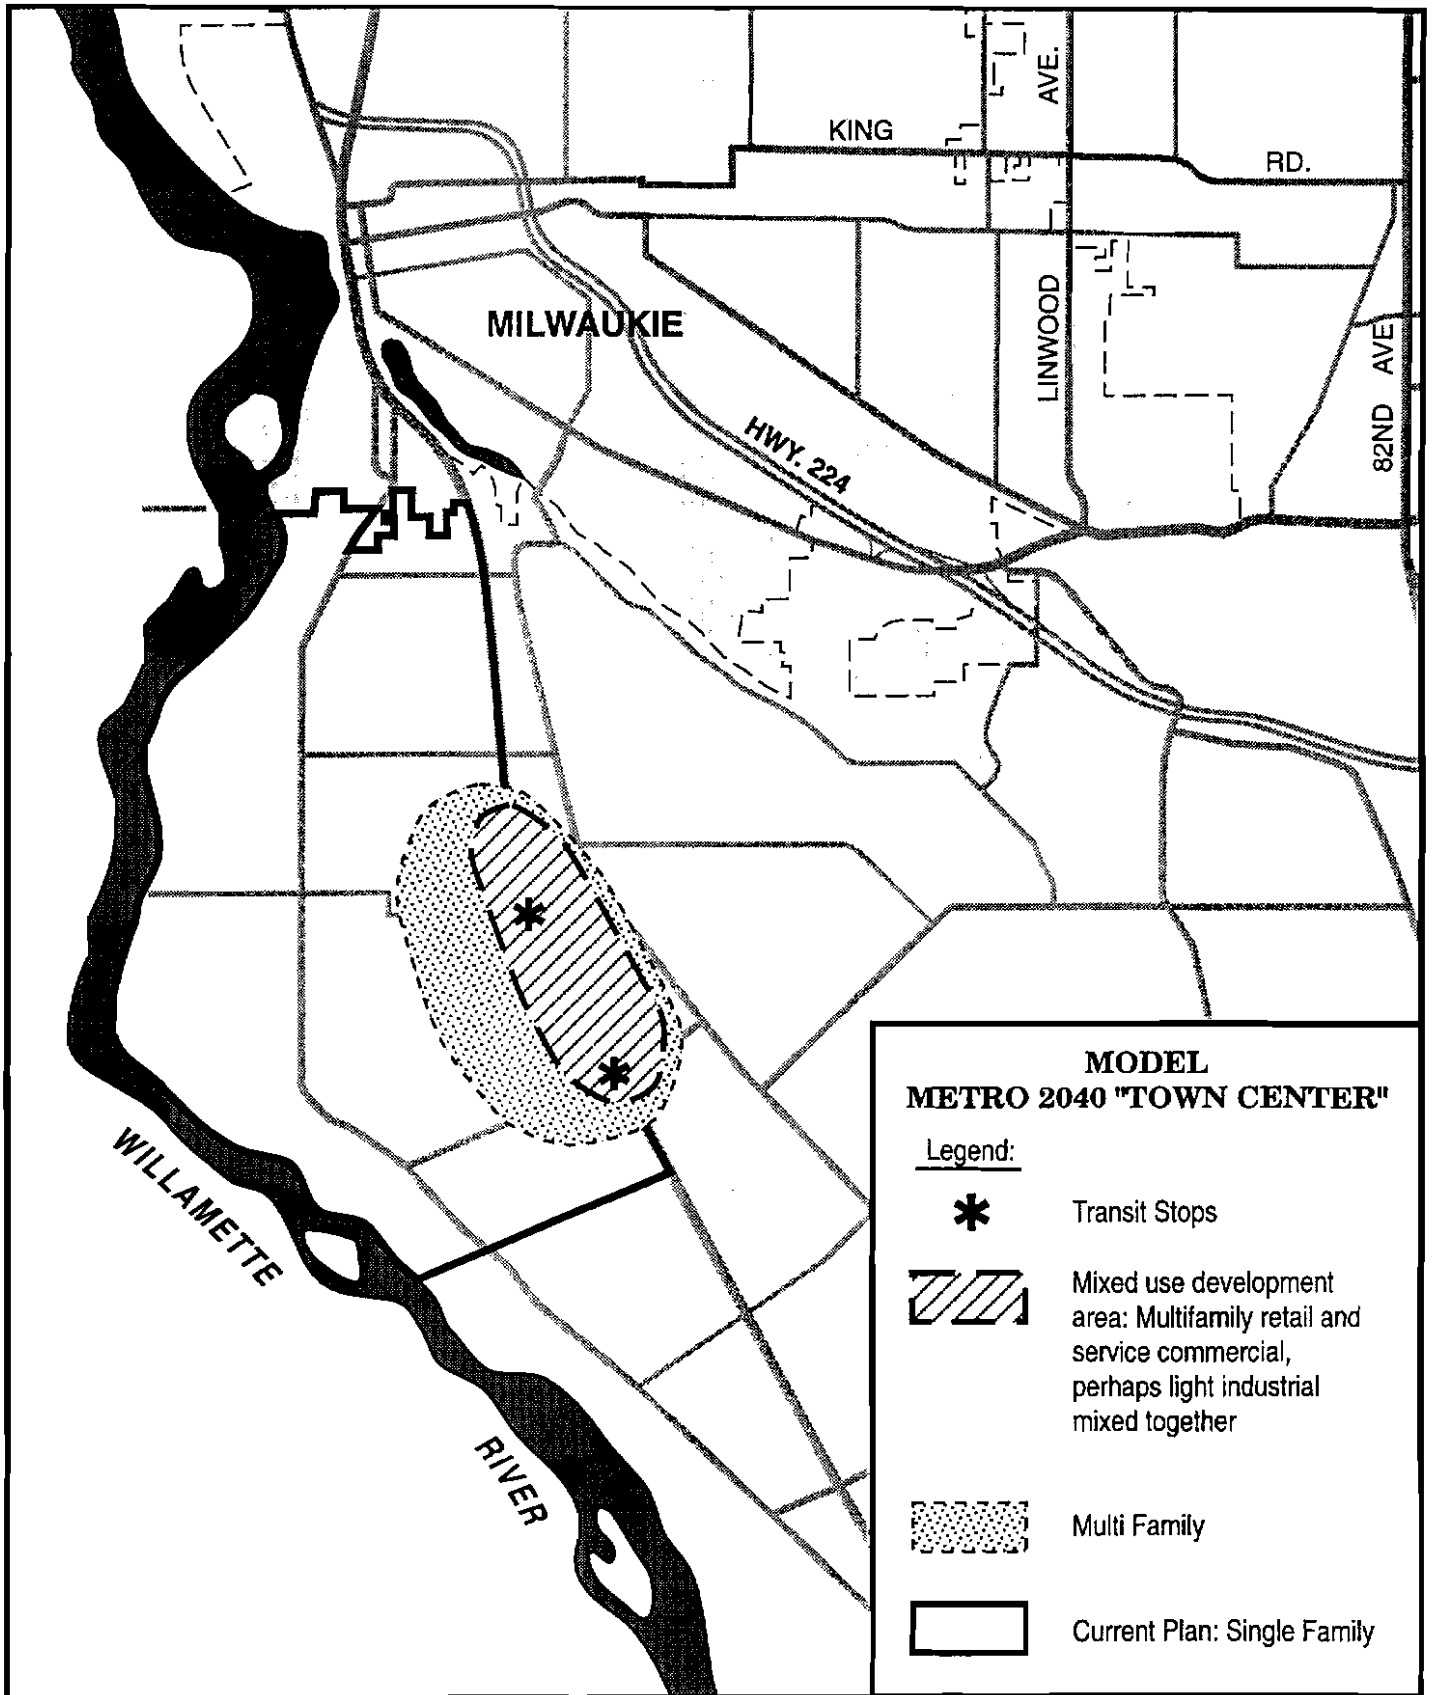 KING
RD.
AVE.
MILWAUKIE
LINWOOD
82ND AVE
HWY. 224
WILLAMETTE
RIVER
MODEL
METRO 2040 "TOWN CENTER"
Legend:
Transit Stops
Mixed use development
area: Multifamily retail and
service commercial,
perhaps light industrial
mixed together
Multi Family
Current Plan: Single Family